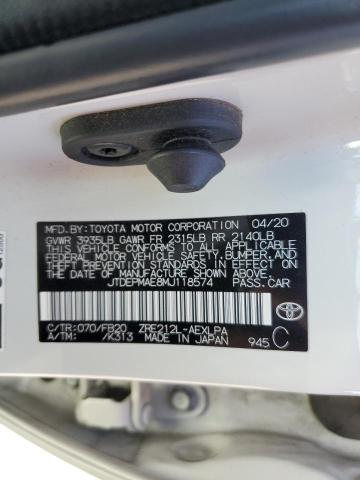 MFD.BY:TOYOTA MOTOR CORPORATION 04/20
GVWR 3935LB GAWR FR 2315LB RR 2140LB
THIS VEHICLE CONFORMS TO ALL APPLICABLE
FEDERAL MOTOR VEHICLE SAFETY,BUMPER,AND
THEFT PREVENTION STANDARDS IN EFFECT ON THE
DATE OF MANUFACTURE SHOWN ABOVE.
JTDEPMAE8MJ118574 PASS.CAR
C/TR:070/FB20 ZRE212L-AEXLPA
A/TM: /K313 MADE IN JAPAN 945 C